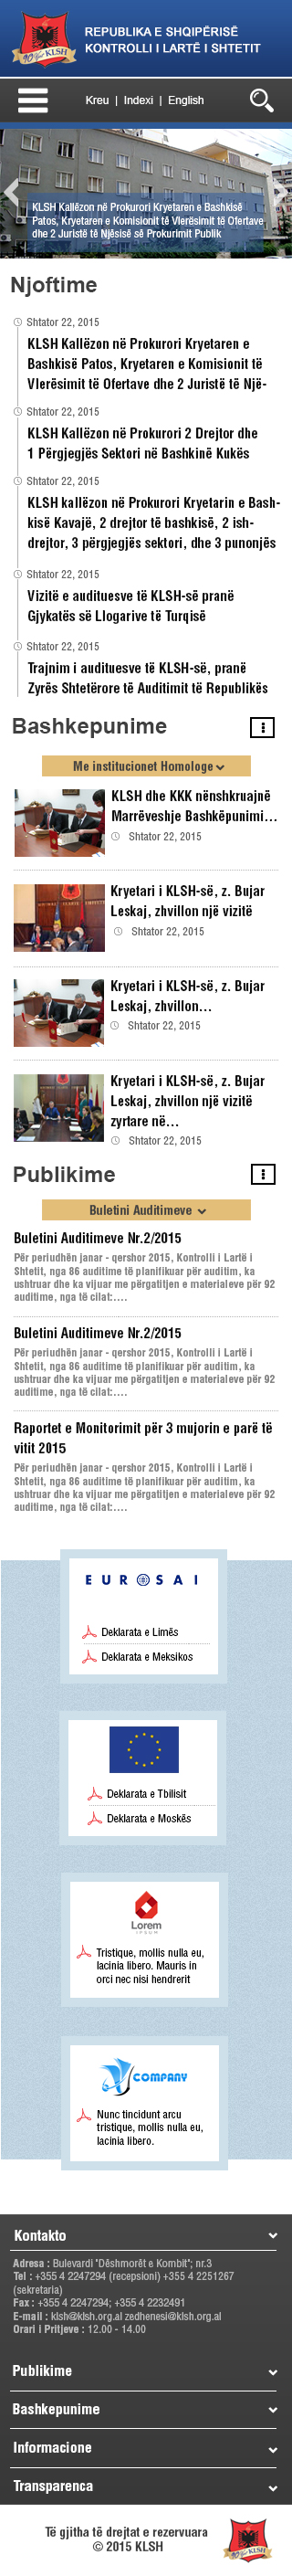 REPUBLIKA E SHQIPËRISË
KONTROLLI I LARTË I SHTETIT
90 Vjet KLSH
Kreu | Indexi | English
KLSH Kallëzon në Prokurori Kryetaren e Bashkisë
Patos, Kryetaren e Komisionit të Vlerësimit të Ofertave
dhe 2 Juristë të Njësisë së Prokurimit Publik
Njoftime
Shtator 22, 2015
KLSH Kallëzon në Prokurori Kryetaren e
Bashkisë Patos, Kryetaren e Komisionit të
Vlerësimit të Ofertave dhe 2 Juristë të Një-
Shtator 22, 2015
KLSH Kallëzon në Prokurori 2 Drejtor dhe
1 Përgjegjës Sektori në Bashkinë Kukës
Shtator 22, 2015
KLSH kallëzon në Prokurori Kryetarin e Bash-
kisë Kavajë, 2 drejtor të bashkisë, 2 ish-
drejtor, 3 përgjegjës sektori, dhe 3 punonjës
Shtator 22, 2015
Vizitë e audituesve të KLSH-së pranë
Gjykatës së Llogarive të Turqisë
Shtator 22, 2015
Trajnim i audituesve të KLSH-së, pranë
Zyrës Shtetërore të Auditimit të Republikës
Bashkepunime
Me institucionet Homologe
KLSH dhe KKK nënshkruajnë
Marrëveshje Bashkëpunimi...
Shtator 22, 2015
Kryetari i KLSH-së, z. Bujar
Leskaj, zhvillon një vizitë
Shtator 22, 2015
Kryetari i KLSH-së, z. Bujar
Leskaj, zhvillon...
Shtator 22, 2015
Kryetari i KLSH-së, z. Bujar
Leskaj, zhvillon një vizitë
zyrtare në...
Shtator 22, 2015
Publikime
Buletini Auditimeve
Buletini Auditimeve Nr.2/2015
Për periudhën janar - qershor 2015, Kontrolli i Lartë i
Shtetit, nga 86 auditime të planifikuar për auditim, ka
ushtruar dhe ka vijuar me përgatitjen e materialeve për 92
auditime, nga të cilat:....
Buletini Auditimeve Nr.2/2015
Për periudhën janar - qershor 2015, Kontrolli i Lartë i
Shtetit, nga 86 auditime të planifikuar për auditim, ka
ushtruar dhe ka vijuar me përgatitjen e materialeve për 92
auditime, nga të cilat:....
Raportet e Monitorimit për 3 mujorin e parë të
vitit 2015
Për periudhën janar - qershor 2015, Kontrolli i Lartë i
Shtetit, nga 86 auditime të planifikuar për auditim, ka
ushtruar dhe ka vijuar me përgatitjen e materialeve për 92
auditime, nga të cilat:....
EUROSAI
Deklarata e Limës
Deklarata e Meksikos
Deklarata e Tbilisit
Deklarata e Moskës
Lorem
IPSUM
Tristique, mollis nulla eu,
lacinia libero. Mauris in
orci nec nisi hendrerit
COMPANY
Nunc tincidunt arcu
tristique, mollis nulla eu,
lacinia libero.
Kontakto
Adresa : Bulevardi "Dëshmorët e Kombit"; nr.3
Tel : +355 4 2247294 (recepsioni) +355 4 2251267
(sekretaria)
Fax : +355 4 2247294; +355 4 2232491
E-mail : klsh@klsh.org.al zedhenesi@klsh.org.al
Orari i Pritjeve : 12.00 - 14.00
Publikime
Bashkepunime
Informacione
Transparenca
Të gjitha të drejtat e rezervuara
© 2015 KLSH
90 Vjet KLSH